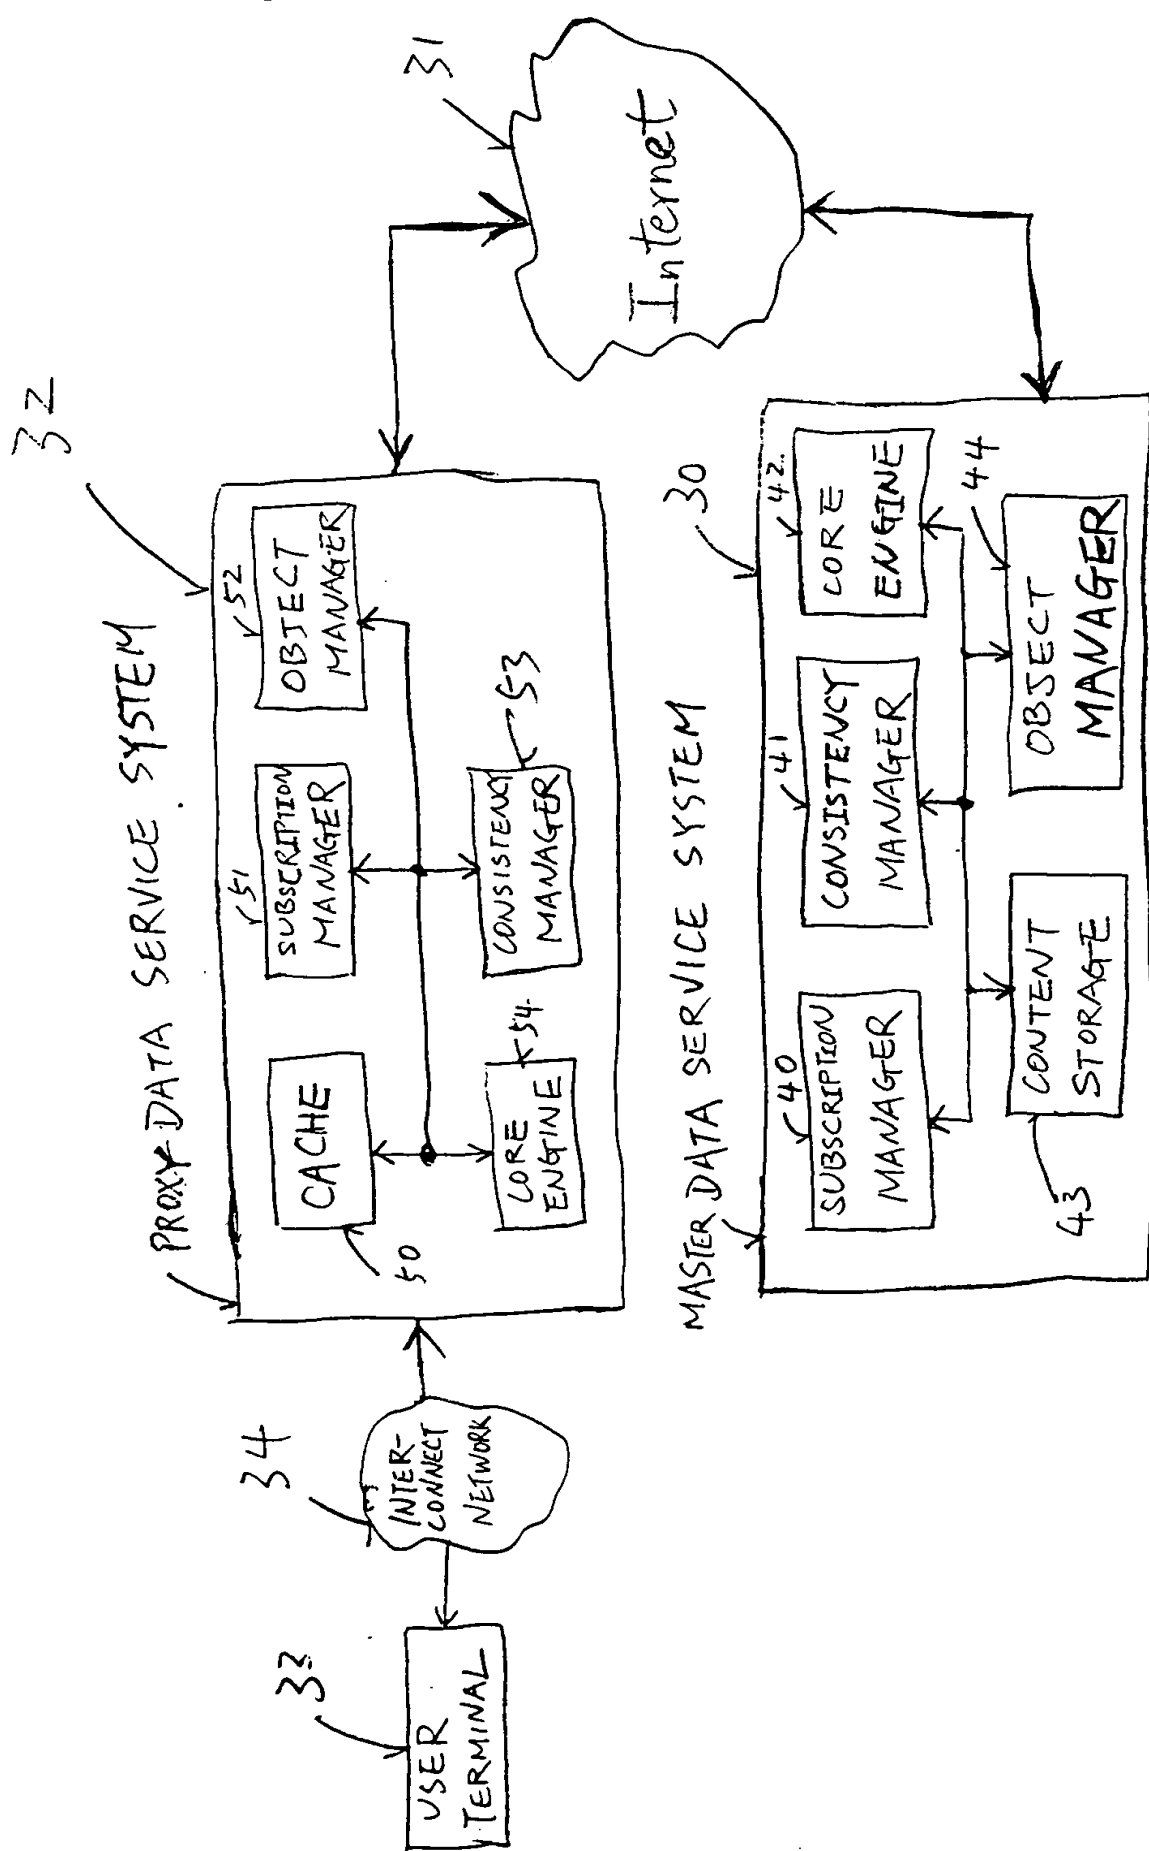 32
PROXY DATA SERVICE SYSTEM
CACHE
50
SUBSCRIPTION
MANAGER
51
OBJECT
MANAGER
52
CORE
ENGINE
54
CONSISTENCY
MANAGER
53
34
INTER-
CONNECT
NETWORK
33
USER
TERMINAL
31
Internet
30
MASTER DATA SERVICE SYSTEM
SUBSCRIPTION
MANAGER
40
CONSISTENCY
MANAGER
41
CORE
ENGINE
42
CONTENT
STORAGE
43
OBJECT
MANAGER
44